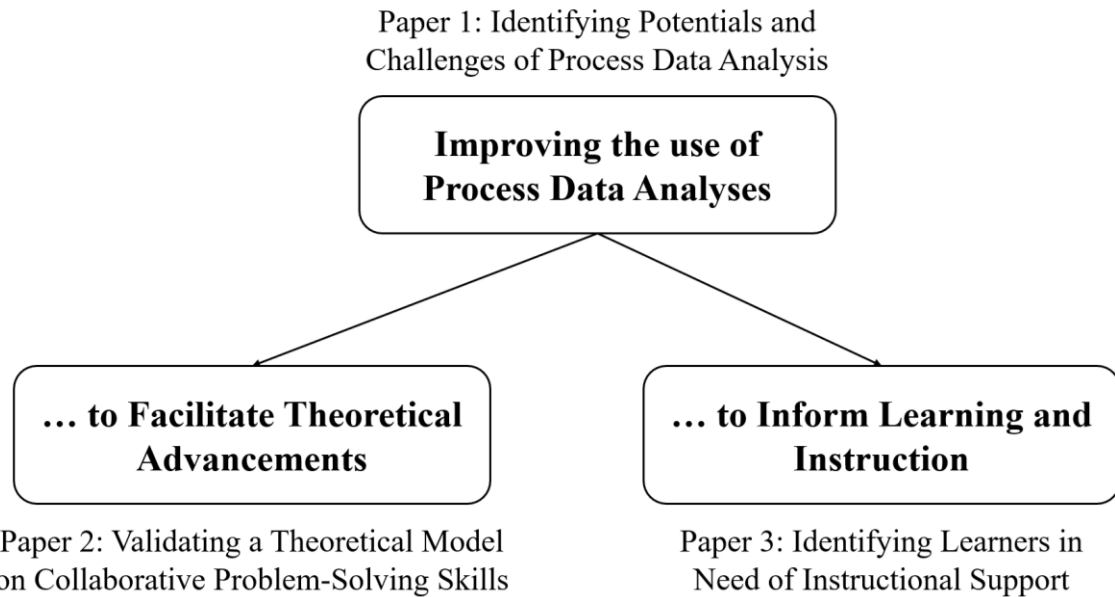 Paper 1: Identifying Potentials and
Challenges of Process Data Analysis
Improving the use of
Process Data Analyses
… to Facilitate Theoretical
Advancements
… to Inform Learning and
Instruction
Paper 2: Validating a Theoretical Model
on Collaborative Problem-Solving Skills
Paper 3: Identifying Learners in
Need of Instructional Support